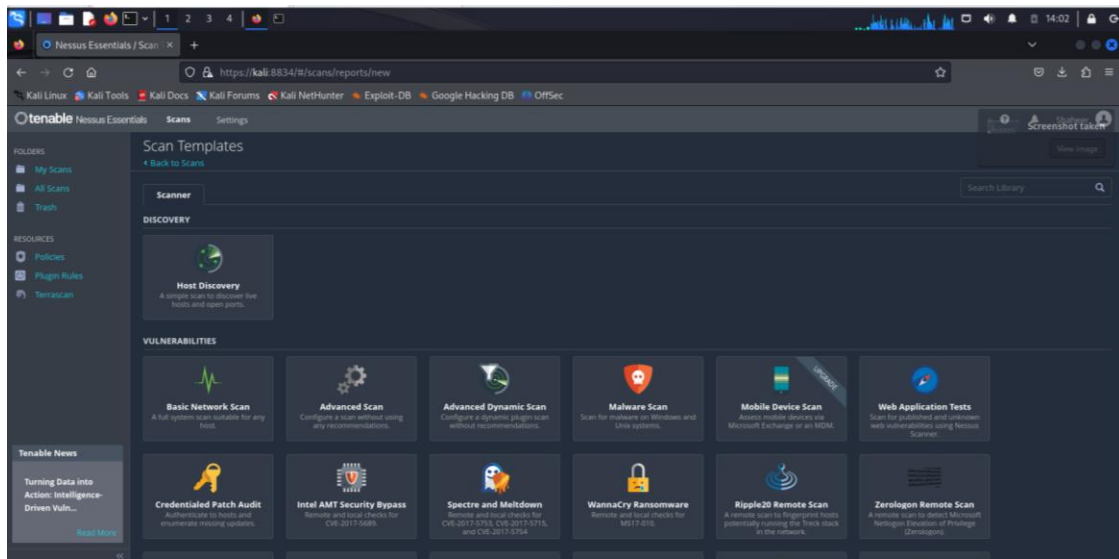 1 2 3 4
14:02
Nessus Essentials / Scan
https://kali:8834/#/scans/reports/new
Kali Linux Kali Tools Kali Docs Kali Forums Kali NetHunter Exploit-DB Google Hacking DB OffSec
tenable Nessus Essentials Scans Settings
Screenshot taken
View image
FOLDERS
My Scans
All Scans
Trash
RESOURCES
Policies
Plugin Rules
Terrascan
Tenable News
Turning Data into
Action: Intelligence-
Driven Vuln...
Read More
Scan Templates
Back to Scans
Scanner
Search Library
DISCOVERY
Host Discovery
A simple scan to discover live
hosts and open ports.
VULNERABILITIES
Basic Network Scan
A full system scan suitable for any
host.
Advanced Scan
Configure a scan without using
any recommendations.
Advanced Dynamic Scan
Configure a dynamic plugin scan
without recommendations.
Malware Scan
Scan for malware on Windows and
Unix systems.
UPGRADE
Mobile Device Scan
Assess mobile devices via
Microsoft Exchange or an MDM.
Web Application Tests
Scan for published and unknown
web vulnerabilities using Nessus
Scanner.
Credentialed Patch Audit
Authenticate to hosts and
enumerate missing updates.
Intel AMT Security Bypass
Remote and local checks for
CVE-2017-5689.
Spectre and Meltdown
Remote and local checks for
CVE-2017-5753, CVE-2017-5715,
and CVE-2017-5754
WannaCry Ransomware
Remote and local checks for
MS17-010.
Ripple20 Remote Scan
A remote scan to fingerprint hosts
potentially running the Treck stack
in the network.
Zerologon Remote Scan
A remote scan to detect Microsoft
Netlogon Elevation of Privilege
(Zerologon).